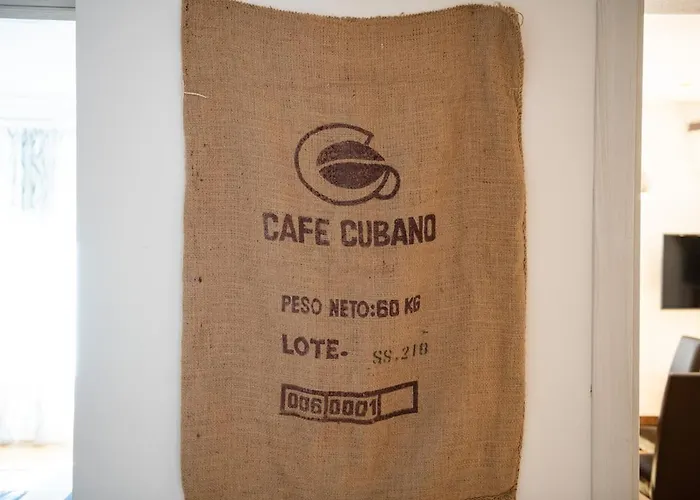 CAFE CUBANO
PESO NETO:60 KG
LOTE- SS.218
006 0001